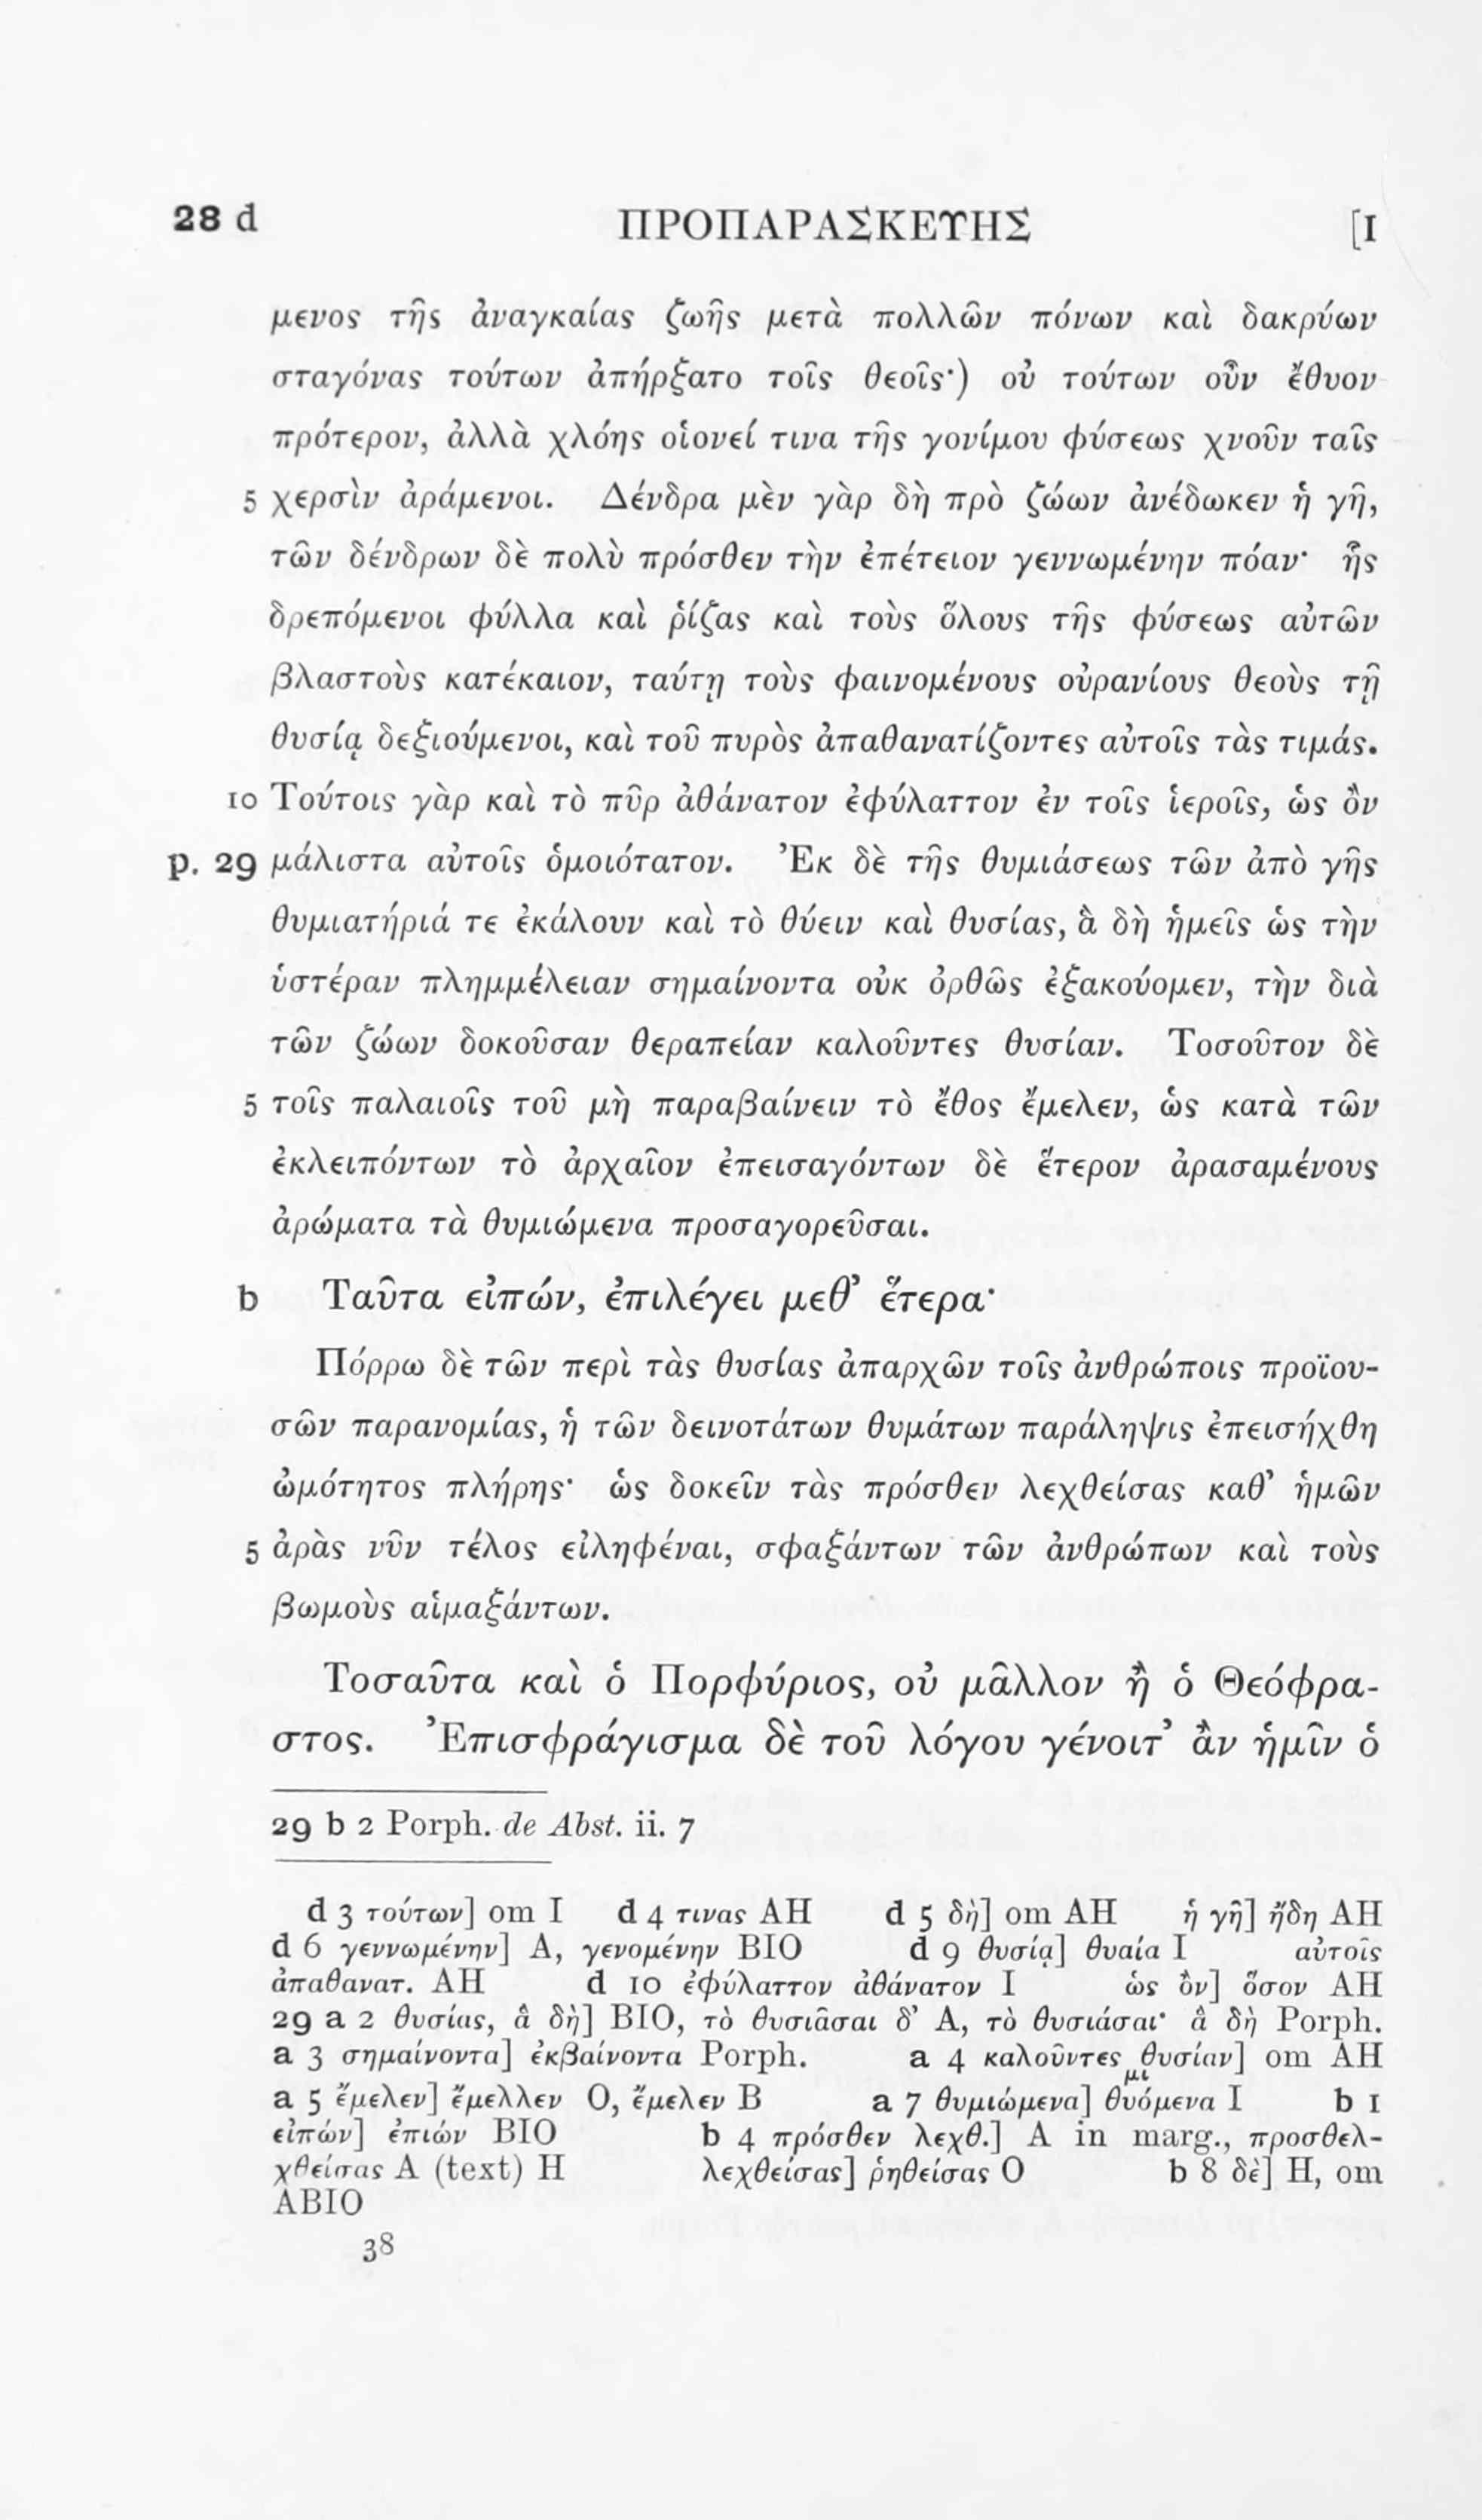 28 d ΠΡΟΠΑΡΑΣΚΕΥΗΣ [I
μενος τῆς ἀναγκαίας ζωῆς μετὰ πολλῶν πόνων καὶ δακρύων
σταγόνας τούτων ἀπήρξατο τοῖς θεοῖς·) οὐ τούτων οὖν ἔθυον
πρότερον, ἀλλὰ χλόης οἱονεί τινα τῆς γονίμου φύσεως χνοῦν ταῖς
5 χερσὶν ἀράμενοι. Δένδρα μὲν γὰρ δὴ πρὸ ζώων ἀνέδωκεν ἡ γῆ,
τῶν δένδρων δὲ πολὺ πρόσθεν τὴν ἐπέτειον γεννωμένην πόαν· ἧς
δρεπόμενοι φύλλα καὶ ῥίζας καὶ τοὺς ὅλους τῆς φύσεως αὐτῶν
βλαστοὺς κατέκαιον, ταύτῃ τοὺς φαινομένους οὐρανίους θεοὺς τῇ
θυσίᾳ δεξιούμενοι, καὶ τοῦ πυρὸς ἀπαθανατίζοντες αὐτοῖς τὰς τιμάς.
10 Τούτοις γὰρ καὶ τὸ πῦρ ἀθάνατον ἐφύλαττον ἐν τοῖς ἱεροῖς, ὡς ὂν
p. 29 μάλιστα αὐτοῖς ὁμοιότατον. Ἐκ δὲ τῆς θυμιάσεως τῶν ἀπὸ γῆς
θυμιατήριά τε ἐκάλουν καὶ τὸ θύειν καὶ θυσίας, ἃ δὴ ἡμεῖς ὡς τὴν
ὑστέραν πλημμέλειαν σημαίνοντα οὐκ ὀρθῶς ἐξακούομεν, τὴν διὰ
τῶν ζώων δοκοῦσαν θεραπείαν καλοῦντες θυσίαν. Τοσοῦτον δὲ
5 τοῖς παλαιοῖς τοῦ μὴ παραβαίνειν τὸ ἔθος ἔμελεν, ὡς κατὰ τῶν
ἐκλειπόντων τὸ ἀρχαῖον ἐπεισαγόντων δὲ ἕτερον ἀρασαμένους
ἀρώματα τὰ θυμιώμενα προσαγορεῦσαι.
b Ταῦτα εἰπών, ἐπιλέγει μεθ’ ἕτερα·
Πόρρω δὲ τῶν περὶ τὰς θυσίας ἀπαρχῶν τοῖς ἀνθρώποις προϊου-
σῶν παρανομίας, ἡ τῶν δεινοτάτων θυμάτων παράληψις ἐπεισήχθη
ὠμότητος πλήρης· ὡς δοκεῖν τὰς πρόσθεν λεχθείσας καθ’ ἡμῶν
5 ἀρὰς νῦν τέλος εἰληφέναι, σφαξάντων τῶν ἀνθρώπων καὶ τοὺς
βωμοὺς αἱμαξάντων.
Τοσαῦτα καὶ ὁ Πορφύριος, οὐ μᾶλλον ἢ ὁ Θεόφρα-
στος. Ἐπισφράγισμα δὲ τοῦ λόγου γένοιτ’ ἂν ἡμῖν ὁ
29 b 2 Porph. de Abst. ii. 7
d 3 τούτων] om I d 4 τινας AH d 5 δὴ] om AH ἡ γῆ] ἤδη AH
d 6 γεννωμένην] A, γενομένην BIO d 9 θυσίᾳ] θυαία I αὐτοῖς
ἀπαθανατ. AH d 10 ἐφύλαττον ἀθάνατον I ὡς ὂν] ὅσον AH
29 a 2 θυσίας, ἃ δὴ] BIO, τὸ θυσιᾶσαι δ’ A, τὸ θυσιάσαι· ἃ δὴ Porph.
a 3 σημαίνοντα] ἐκβαίνοντα Porph. a 4 καλοῦντες θυσίαν] om AH
a 5 ἔμελεν] ἔμελλεν O, ἔμελεν B a 7 θυμιώμενα] θυμιόμενα I b 1
εἰπών] ἐπιών BIO b 4 πρόσθεν λεχθ.] A in marg., προσθελ-
χθείσας A (text) H λεχθείσας] ῥηθείσας O b 8 δὲ] H, om
ABIO
38